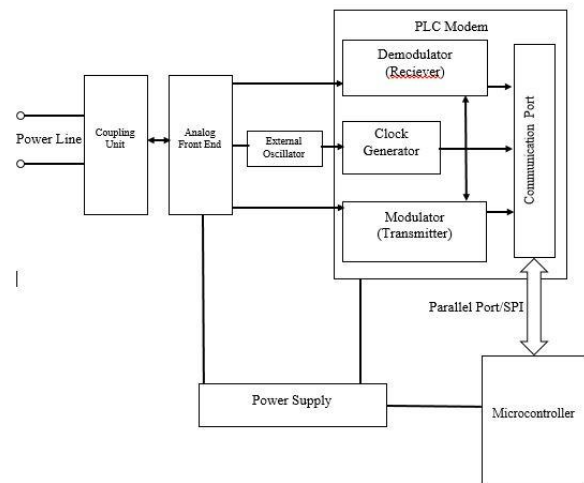 PLC Modem
Demodulator
(Reciever)
Power Line
Coupling
Unit
Analog
Front End
External
Oscillator
Clock
Generator
Communication Port
Modulator
(Transmitter)
Parallel Port/SPI
Power Supply
Microcontroller